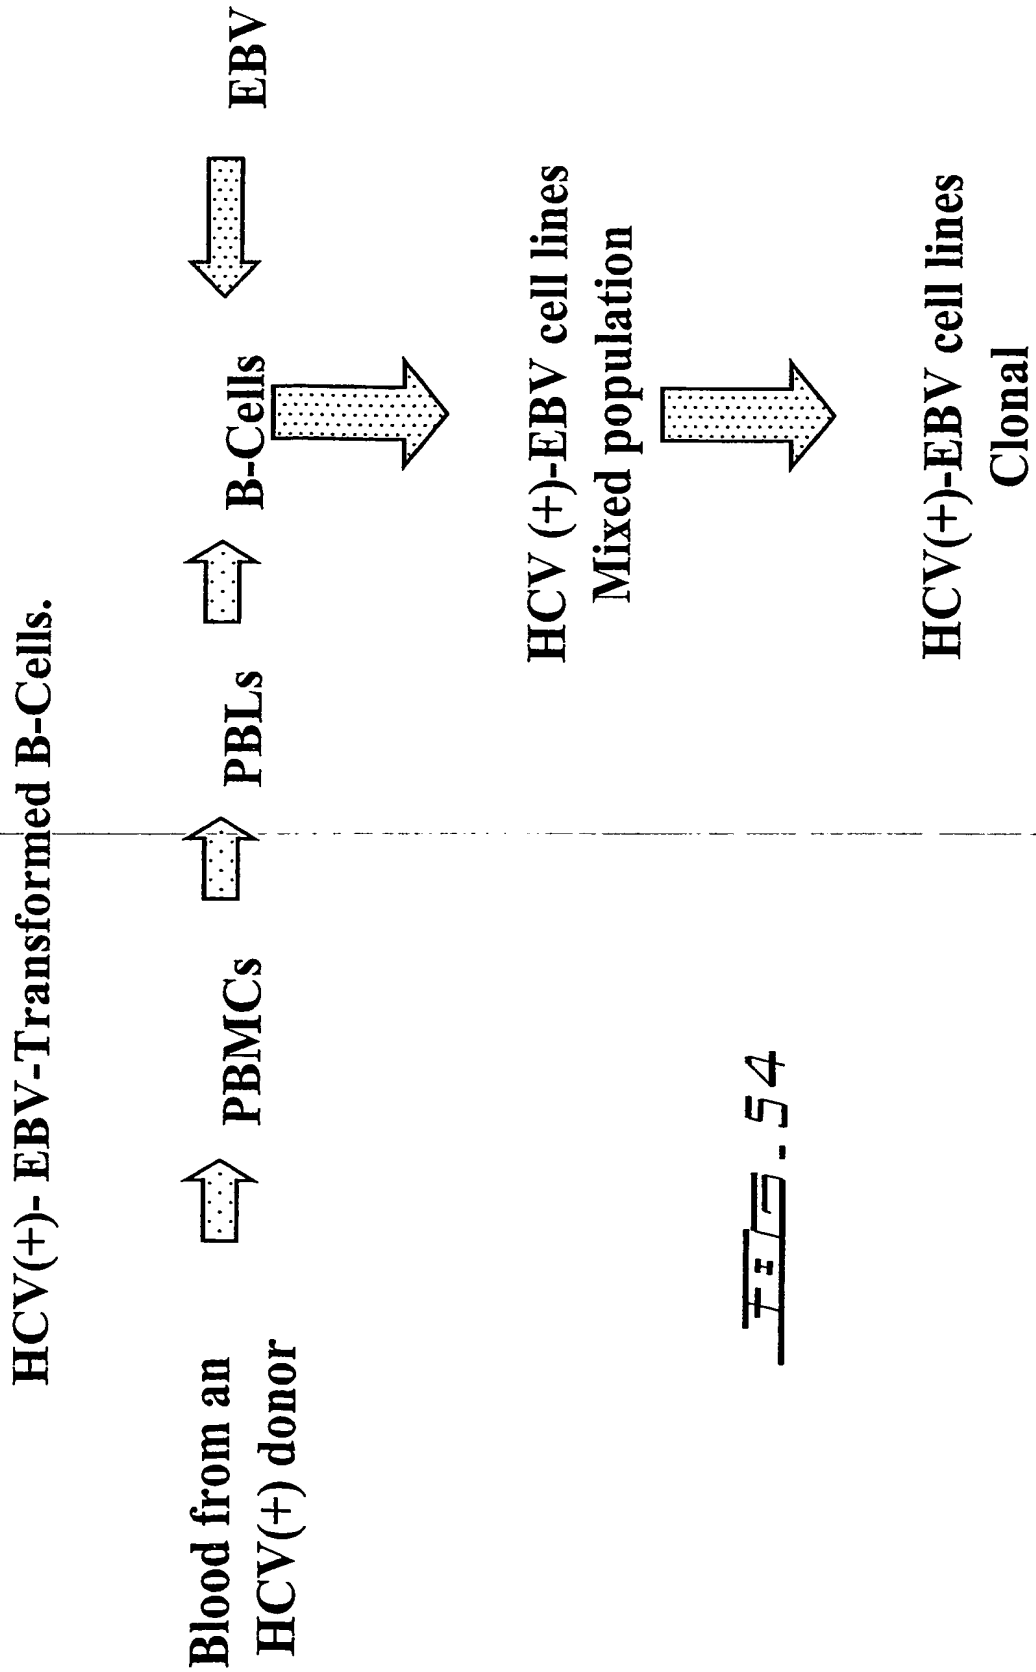 HCV(+)- EBV-Transformed B-Cells.
Blood from an
HCV(+) donor
PBMCs
PBLs
B-Cells
EBV
HCV (+)-EBV cell lines
Mixed population
HCV(+)-EBV cell lines
Clonal
FIG-54